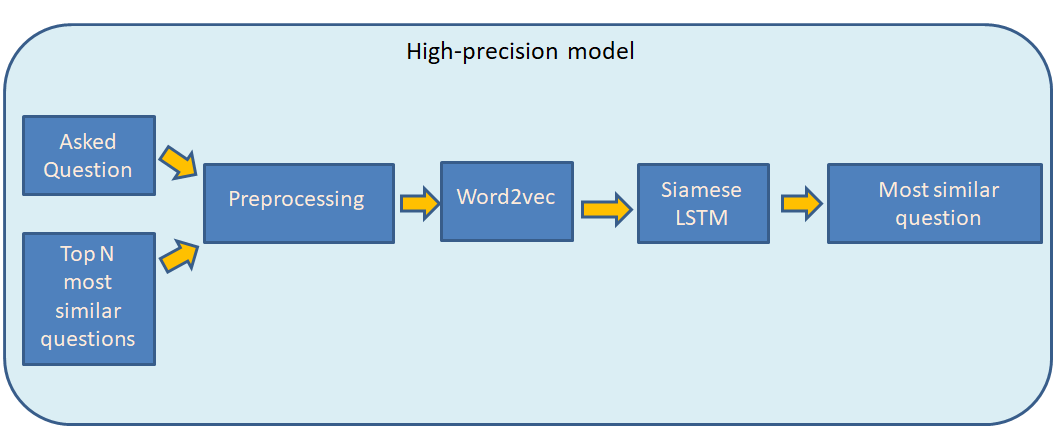 High-precision model
Asked
Question
Top N
most
similar
questions
Preprocessing
Word2vec
Siamese
LSTM
Most similar
question